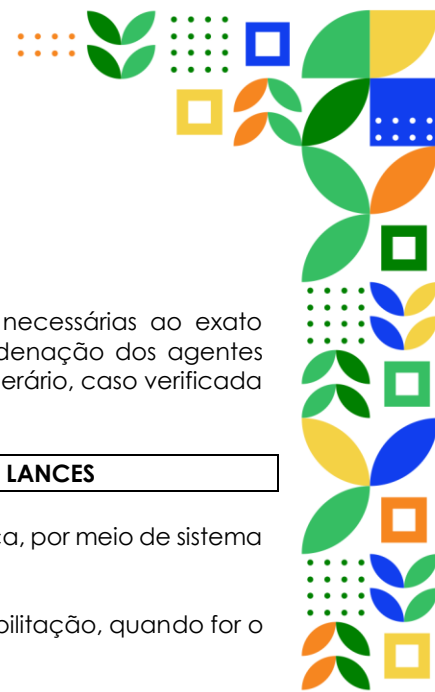 necessárias ao exato
denação dos agentes
erário, caso verificada
LANCES
a, por meio de sistema
bilitação, quando for o